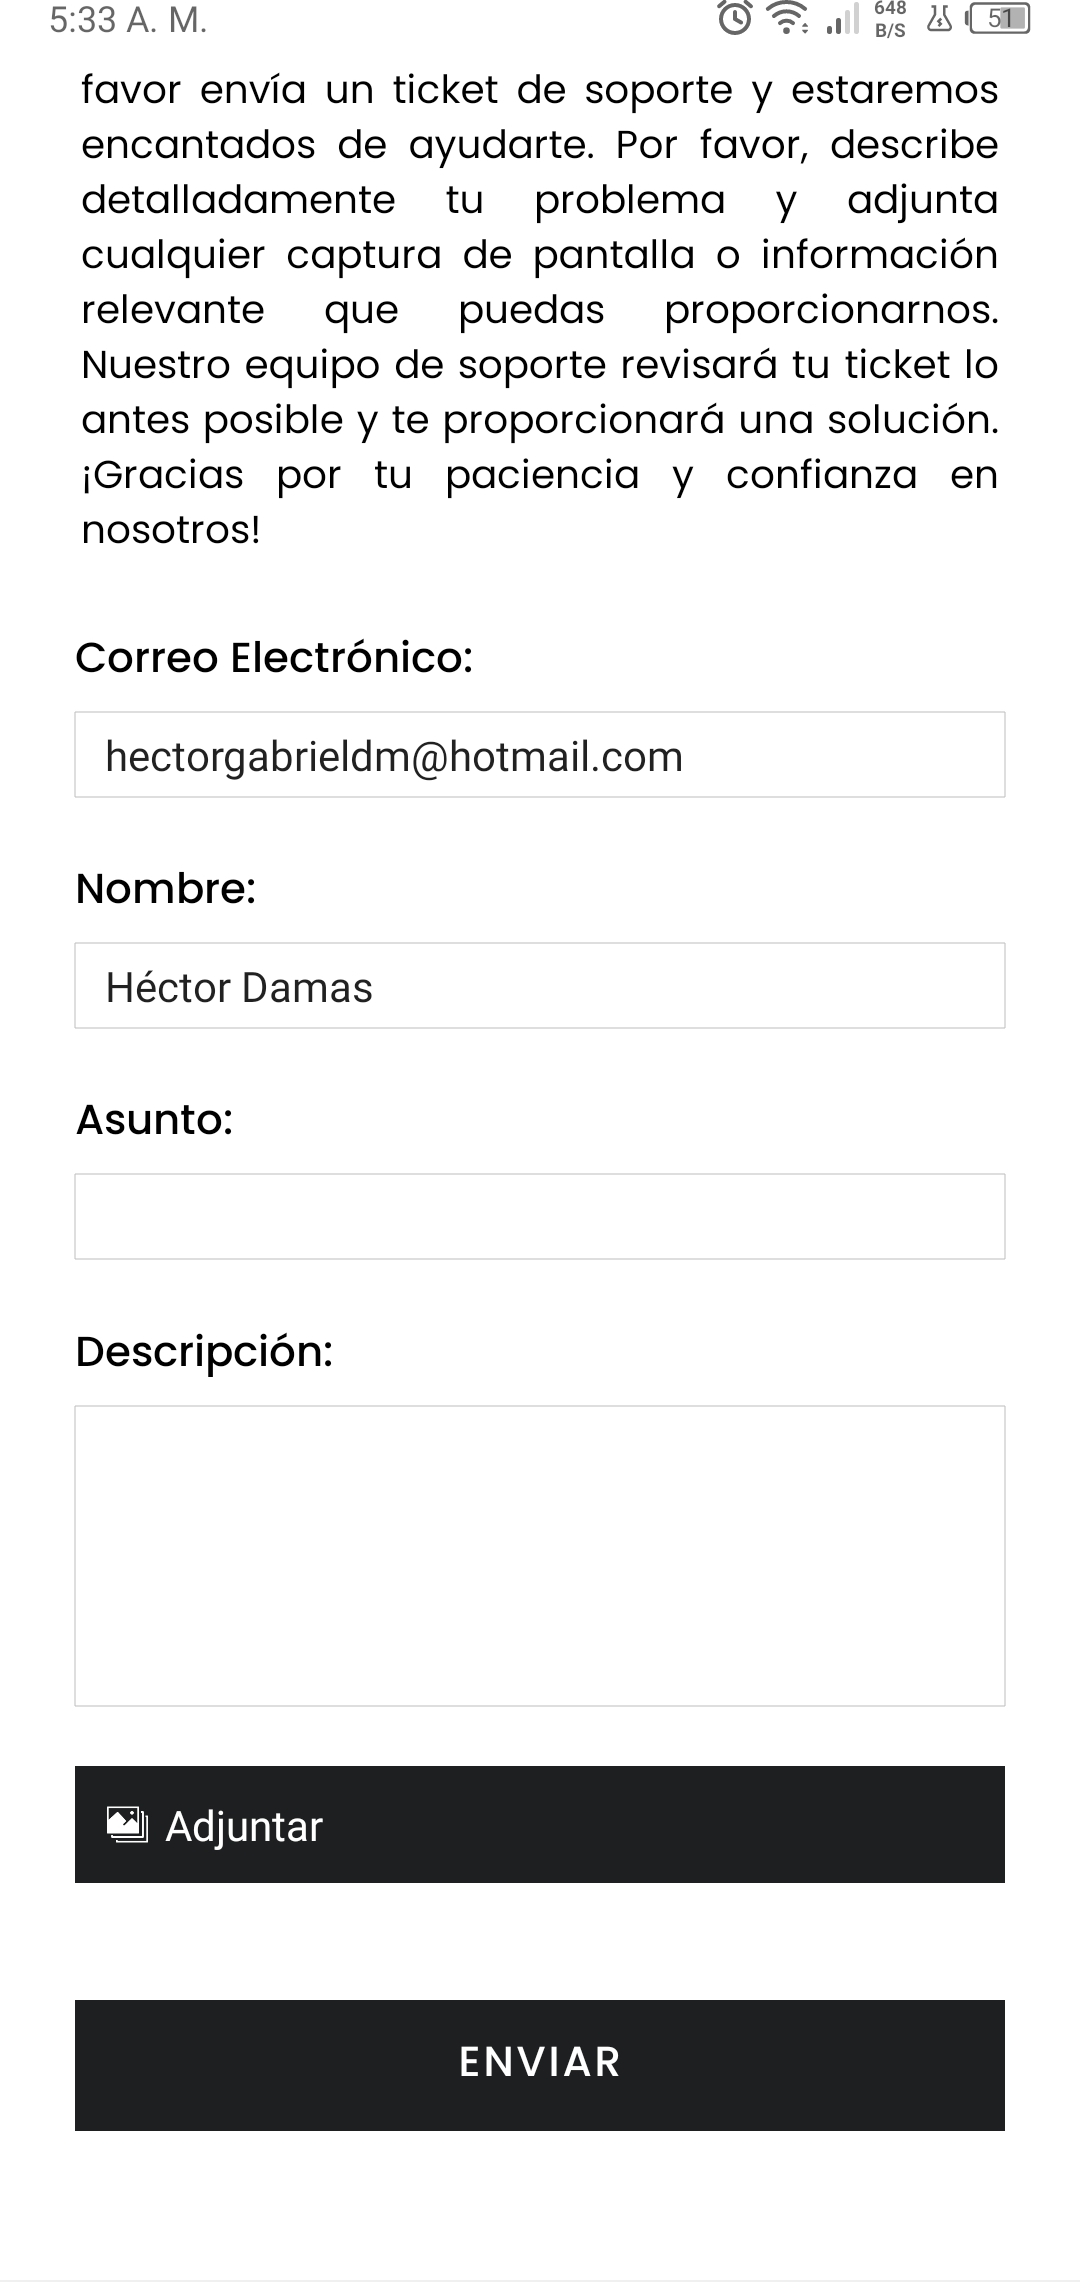 5:33 A. M.
648
B/S
51
favor envía un ticket de soporte y estaremos
encantados de ayudarte. Por favor, describe
detalladamente tu problema y adjunta
cualquier captura de pantalla o información
relevante que puedas proporcionarnos.
Nuestro equipo de soporte revisará tu ticket lo
antes posible y te proporcionará una solución.
¡Gracias por tu paciencia y confianza en
nosotros!
Correo Electrónico:
hectorgabrieldm@hotmail.com
Nombre:
Héctor Damas
Asunto:
Descripción:
Adjuntar
ENVIAR